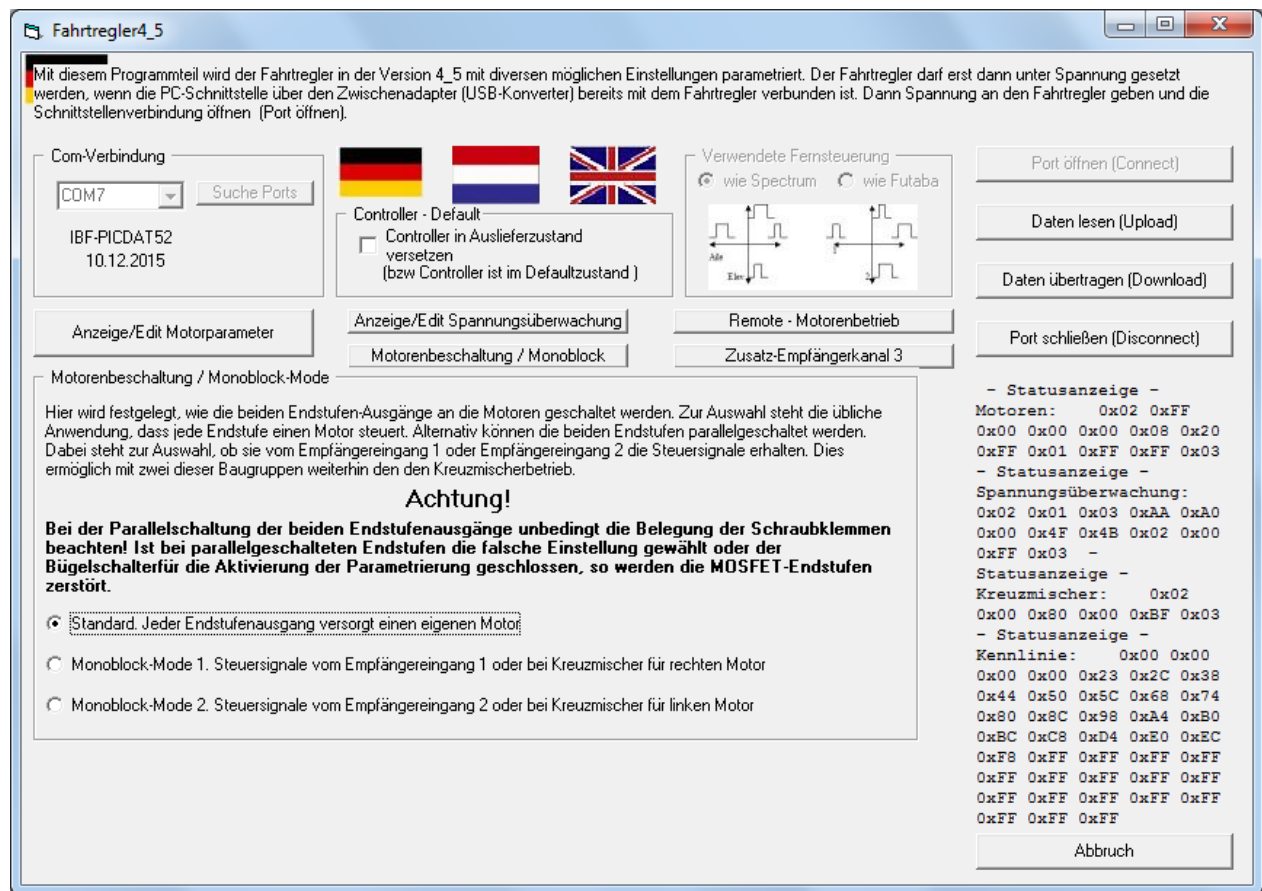 Fahrtregler4_5
Mit diesem Programmteil wird der Fahrtregler in der Version 4_5 mit diversen möglichen Einstellungen parametriert. Der Fahrtregler darf erst dann unter Spannung gesetzt
werden, wenn die PC-Schnittstelle über den Zwischenadapter (USB-Konverter) bereits mit dem Fahrtregler verbunden ist. Dann Spannung an den Fahrtregler geben und die
Schnittstellenverbindung öffnen (Port öffnen).
Com-Verbindung
COM7
Suche Ports
IBF-PICDAT52
10.12.2015
Controller - Default
Controller in Auslieferzustand
versetzen
(bzw Controller ist im Defaultzustand )
Verwendete Fernsteuerung
wie Spectrum
wie Futaba
Aile
Elev
1
2
Port öffnen (Connect)
Daten lesen (Upload)
Daten übertragen (Download)
Port schließen (Disconnect)
Anzeige/Edit Motorparameter
Anzeige/Edit Spannungsüberwachung
Remote - Motorenbetrieb
Motorenbeschaltung / Monoblock
Zusatz-Empfängerkanal 3
Motorenbeschaltung / Monoblock-Mode
Hier wird festgelegt, wie die beiden Endstufen-Ausgänge an die Motoren geschaltet werden. Zur Auswahl steht die übliche
Anwendung, dass jede Endstufe einen Motor steuert. Alternativ können die beiden Endstufen parallelgeschaltet werden.
Dabei steht zur Auswahl, ob sie vom Empfängereingang 1 oder Empfängereingang 2 die Steuersignale erhalten. Dies
ermöglich mit zwei dieser Baugruppen weiterhin den den Kreuzmischerbetrieb.
Achtung!
Bei der Parallelschaltung der beiden Endstufenausgänge unbedingt die Belegung der Schraubklemmen
beachten! Ist bei parallelgeschalteten Endstufen die falsche Einstellung gewählt oder der
Bügelschalterfür die Aktivierung der Parametrierung geschlossen, so werden die MOSFET-Endstufen
zerstört.
Standard. Jeder Endstufenausgang versorgt einen eigenen Motor
Monoblock-Mode 1. Steuersignale vom Empfängereingang 1 oder bei Kreuzmischer für rechten Motor
Monoblock-Mode 2. Steuersignale vom Empfängereingang 2 oder bei Kreuzmischer für linken Motor
- Statusanzeige -
Motoren: 0x02 0xFF
0x00 0x00 0x00 0x08 0x20
0xFF 0x01 0xFF 0xFF 0x03
- Statusanzeige -
Spannungsüberwachung:
0x02 0x01 0x03 0xAA 0xA0
0x00 0x4F 0x4B 0x02 0x00
0xFF 0x03 -
Statusanzeige -
Kreuzmischer: 0x02
0x00 0x80 0x00 0xBF 0x03
- Statusanzeige -
Kennlinie: 0x00 0x00
0x00 0x00 0x23 0x2C 0x38
0x44 0x50 0x5C 0x68 0x74
0x80 0x8C 0x98 0xA4 0xB0
0xBC 0xC8 0xD4 0xE0 0xEC
0xF8 0xFF 0xFF 0xFF 0xFF
0xFF 0xFF 0xFF 0xFF 0xFF
0xFF 0xFF 0xFF 0xFF 0xFF
0xFF 0xFF 0xFF
Abbruch